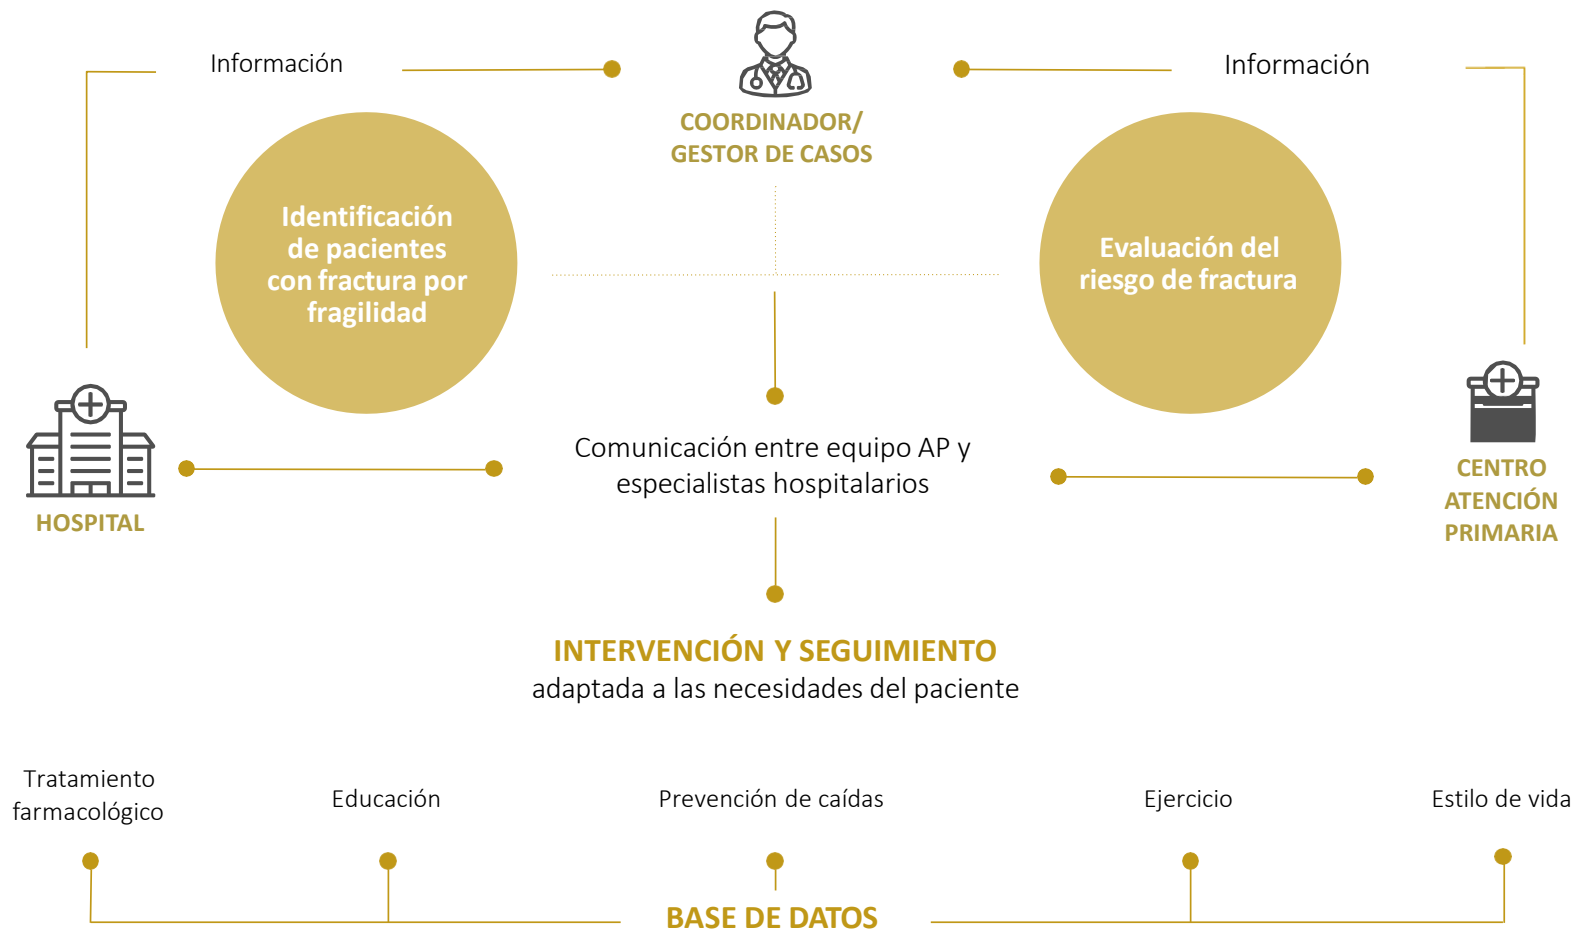 Información
Información
COORDINADOR/
GESTOR DE CASOS
Identificación
de pacientes
con fractura por
fragilidad
Evaluación del
riesgo de fractura
Comunicación entre equipo AP y
especialistas hospitalarios
HOSPITAL
CENTRO
ATENCIÓN
PRIMARIA
INTERVENCIÓN Y SEGUIMIENTO
adaptada a las necesidades del paciente
Tratamiento
farmacológico
Educación
Prevención de caídas
Ejercicio
Estilo de vida
BASE DE DATOS